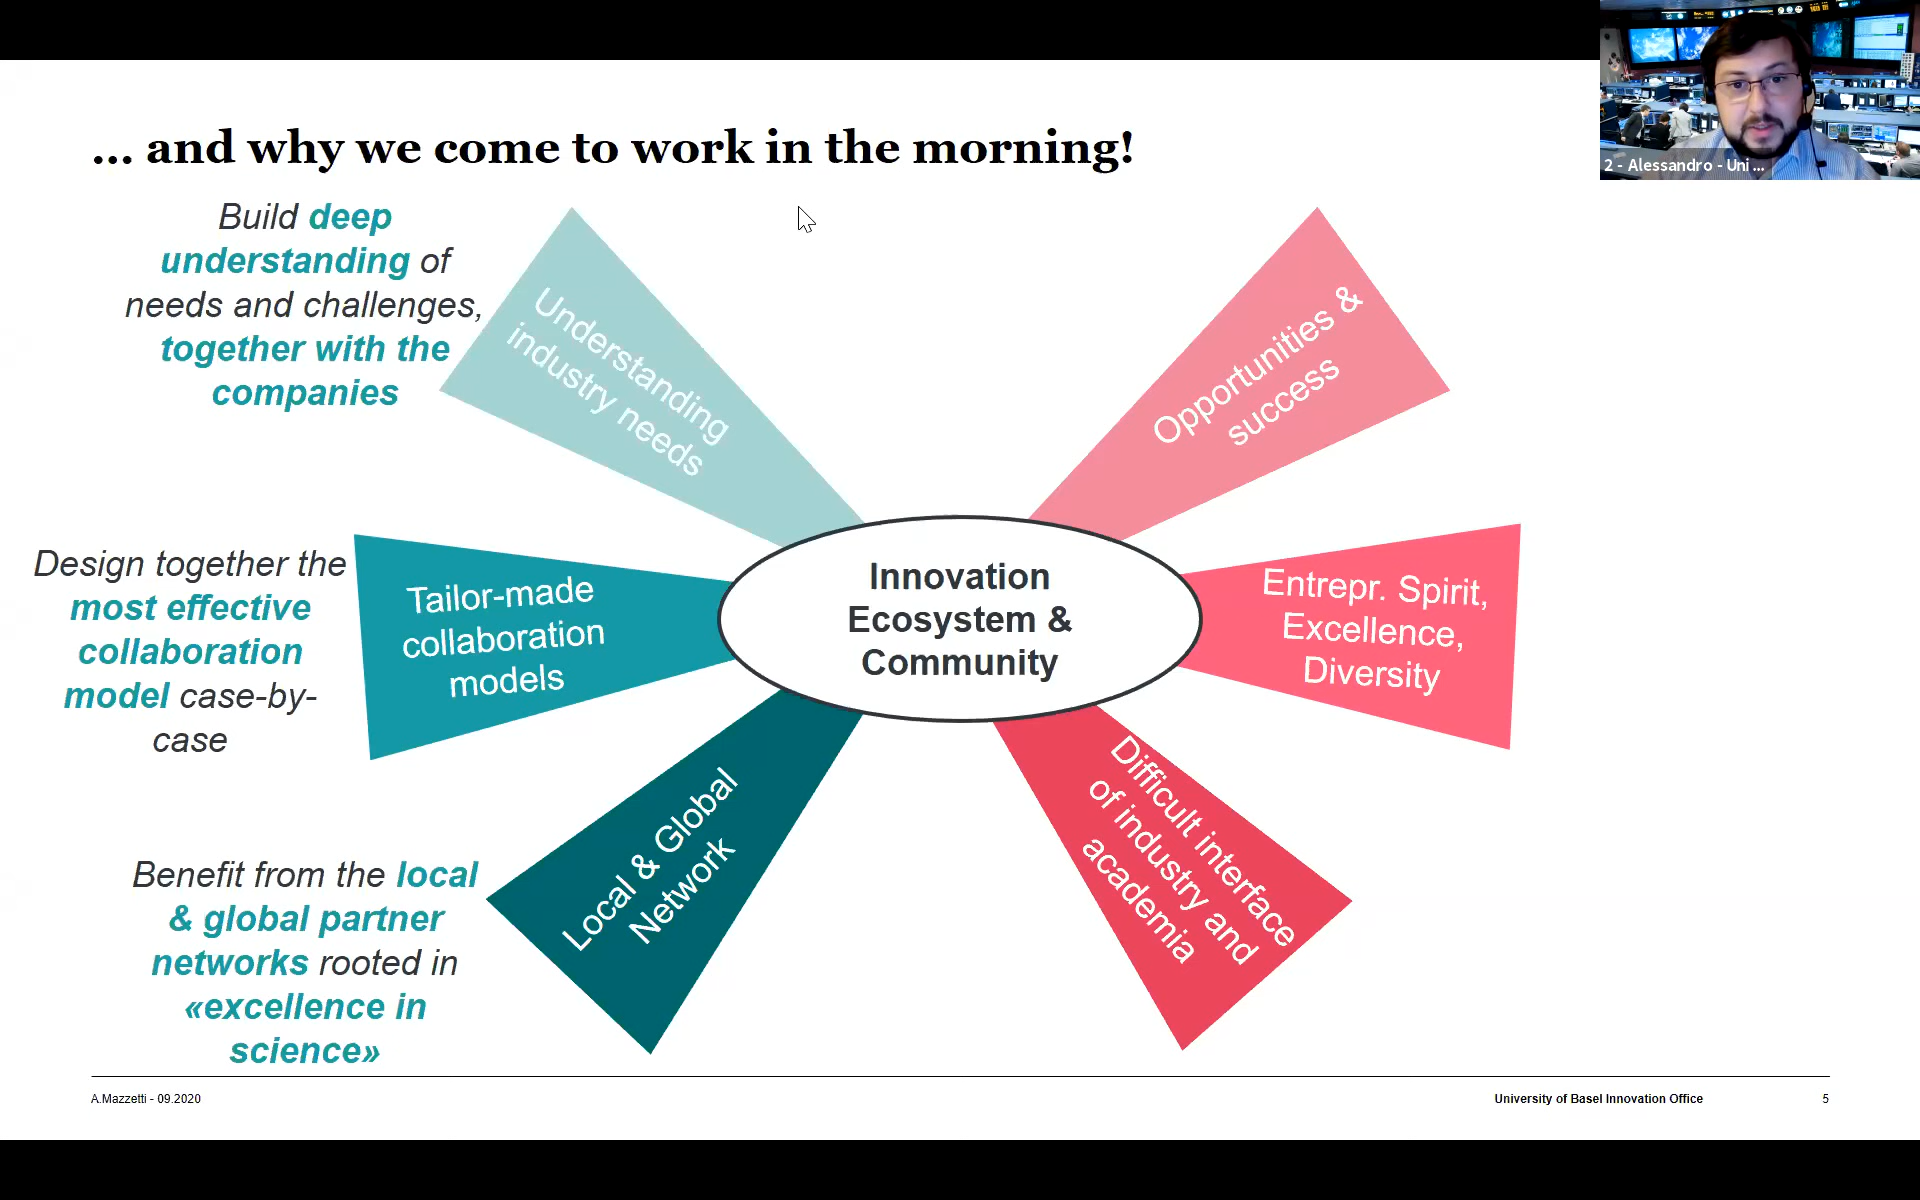 ... and why we come to work in the morning!
2 - Alessandro - Uni ...
Build deep
understanding of
needs and challenges,
together with the
companies
Understanding
industry needs
Opportunities &
success
Design together the
most effective
collaboration
model case-by-
case
Tailor-made
collaboration
models
Innovation
Ecosystem &
Community
Entrepr. Spirit,
Excellence,
Diversity
Benefit from the local
& global partner
networks rooted in
«excellence in
science»
Local & Global
Network
Difficult interface
of industry and
academia
A.Mazzetti - 09.2020
University of Basel Innovation Office
5